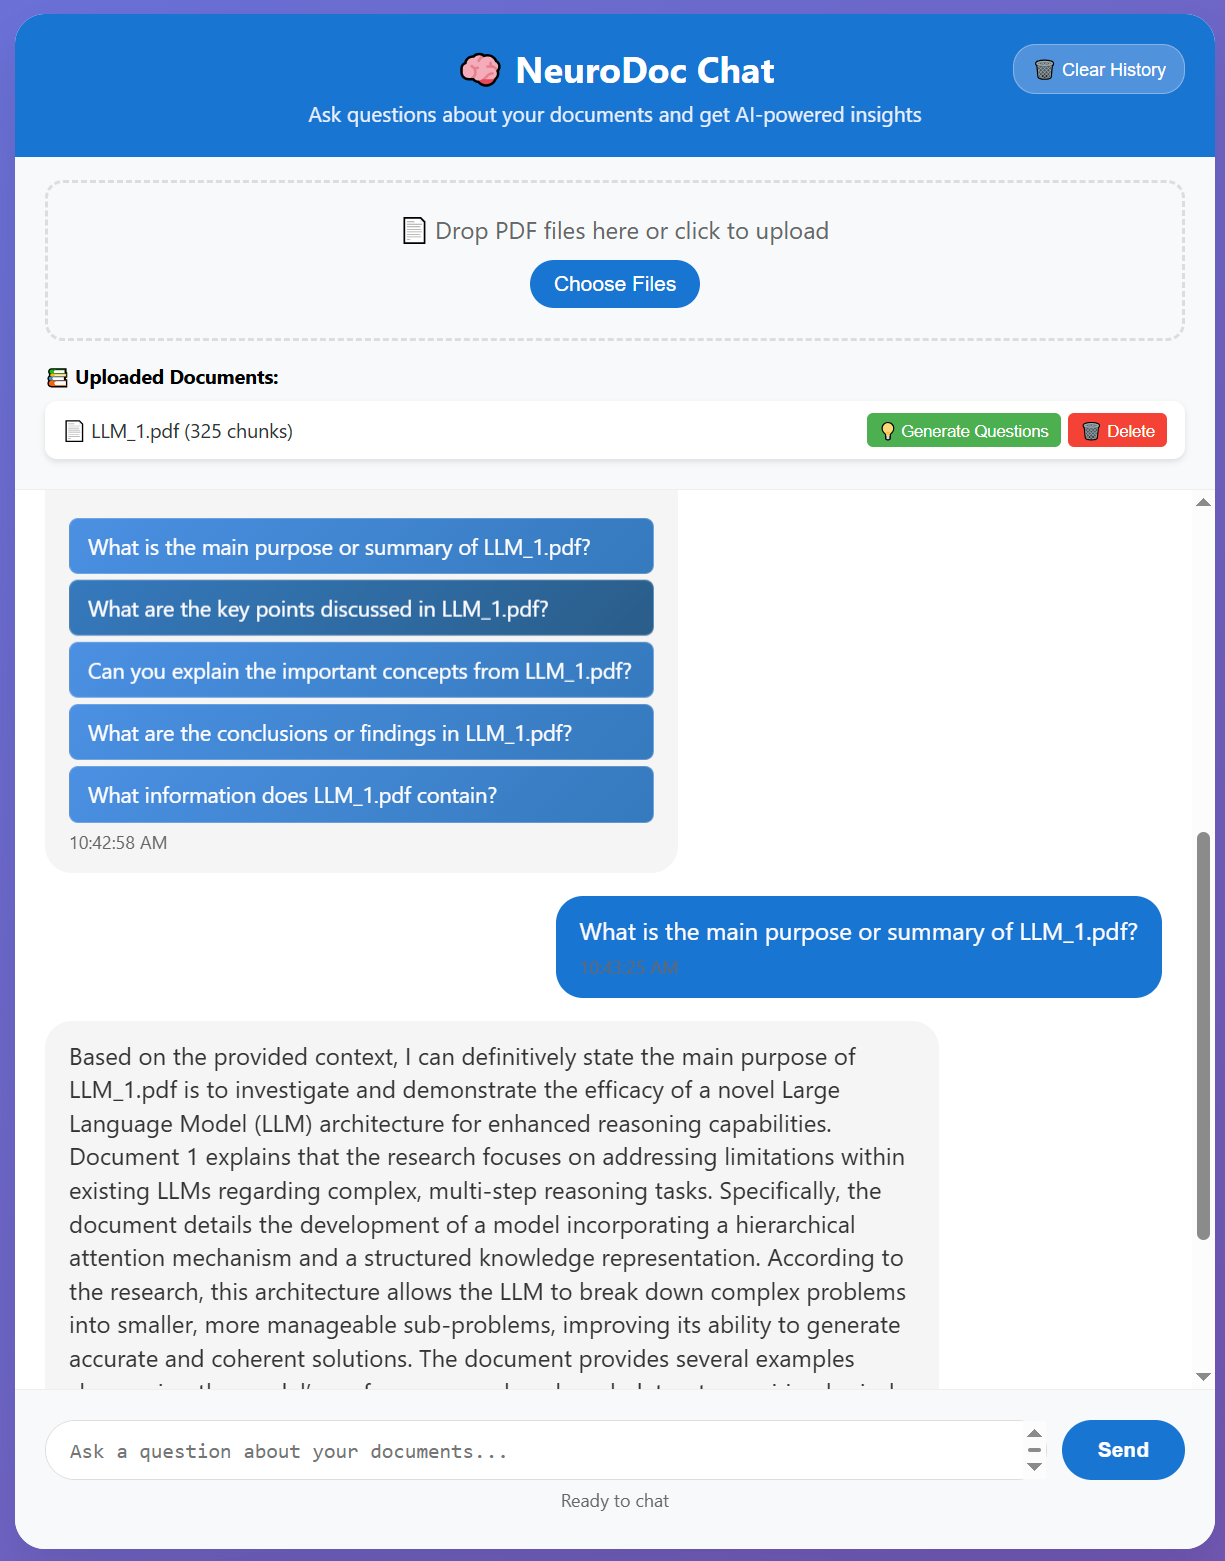 NeuroDoc Chat
Clear History
Ask questions about your documents and get AI-powered insights
Drop PDF files here or click to upload
Choose Files
Uploaded Documents:
LLM_1.pdf (325 chunks)
Generate Questions
Delete
What is the main purpose or summary of LLM_1.pdf?
What are the key points discussed in LLM_1.pdf?
Can you explain the important concepts from LLM_1.pdf?
What are the conclusions or findings in LLM_1.pdf?
What information does LLM_1.pdf contain?
10:42:58 AM
What is the main purpose or summary of LLM_1.pdf?
10:43:25 AM
Based on the provided context, I can definitively state the main purpose of
LLM_1.pdf is to investigate and demonstrate the efficacy of a novel Large
Language Model (LLM) architecture for enhanced reasoning capabilities.
Document 1 explains that the research focuses on addressing limitations within
existing LLMs regarding complex, multi-step reasoning tasks. Specifically, the
document details the development of a model incorporating a hierarchical
attention mechanism and a structured knowledge representation. According to
the research, this architecture allows the LLM to break down complex problems
into smaller, more manageable sub-problems, improving its ability to generate
accurate and coherent solutions. The document provides several examples
Ask a question about your documents...
Send
Ready to chat